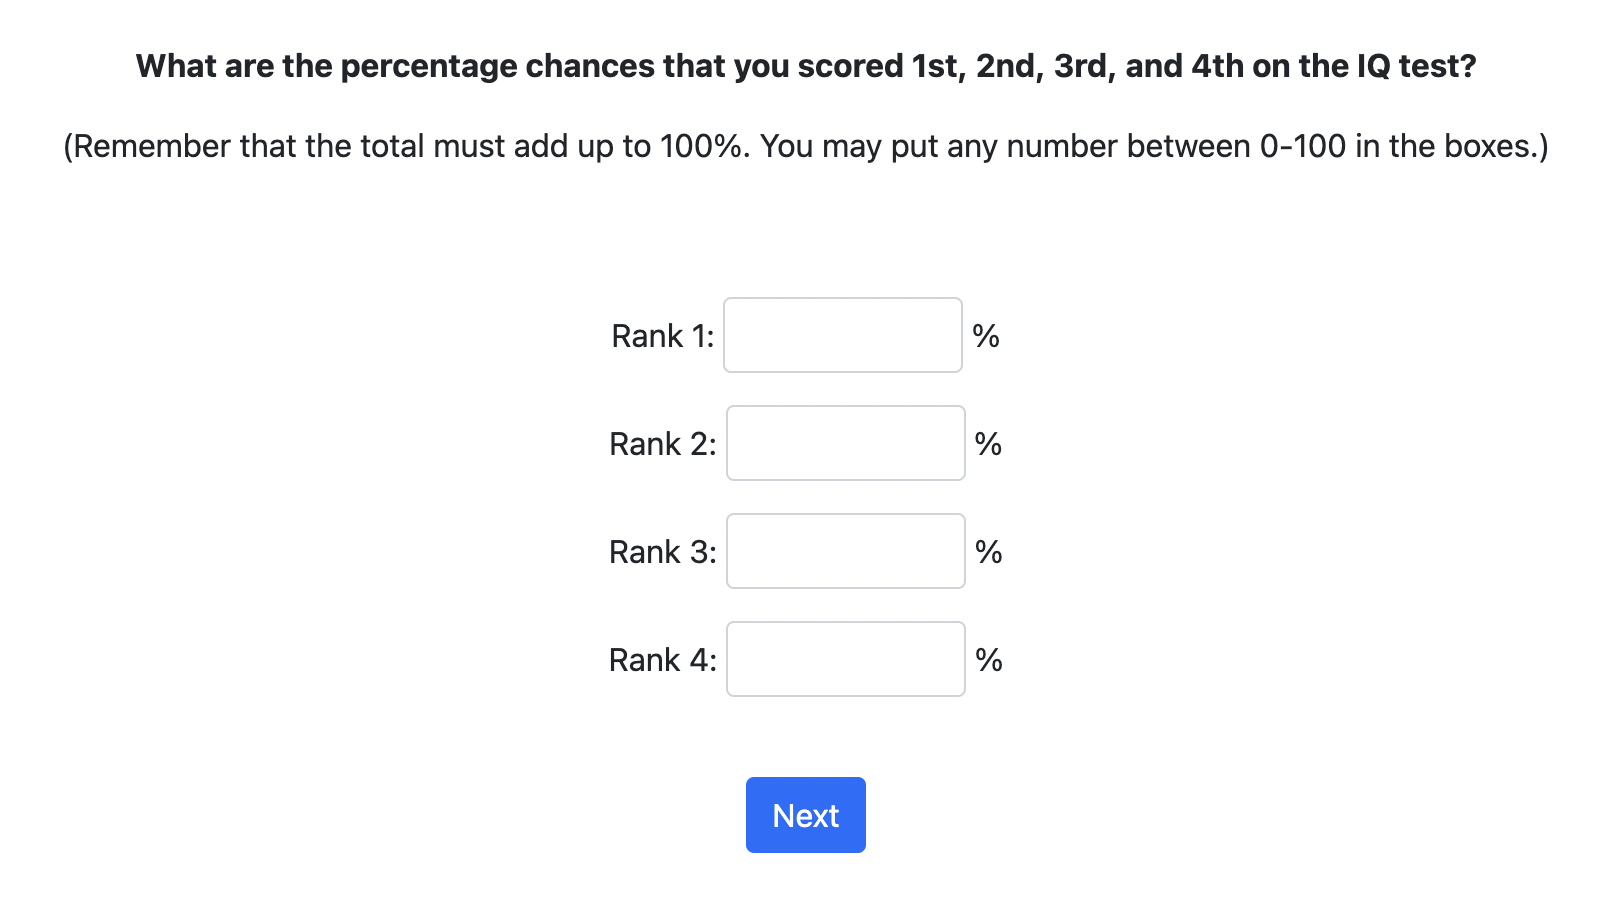 What are the percentage chances that you scored 1st, 2nd, 3rd, and 4th on the IQ test?
(Remember that the total must add up to 100%. You may put any number between 0-100 in the boxes.)
Rank 1: %
Rank 2: %
Rank 3: %
Rank 4: %
Next